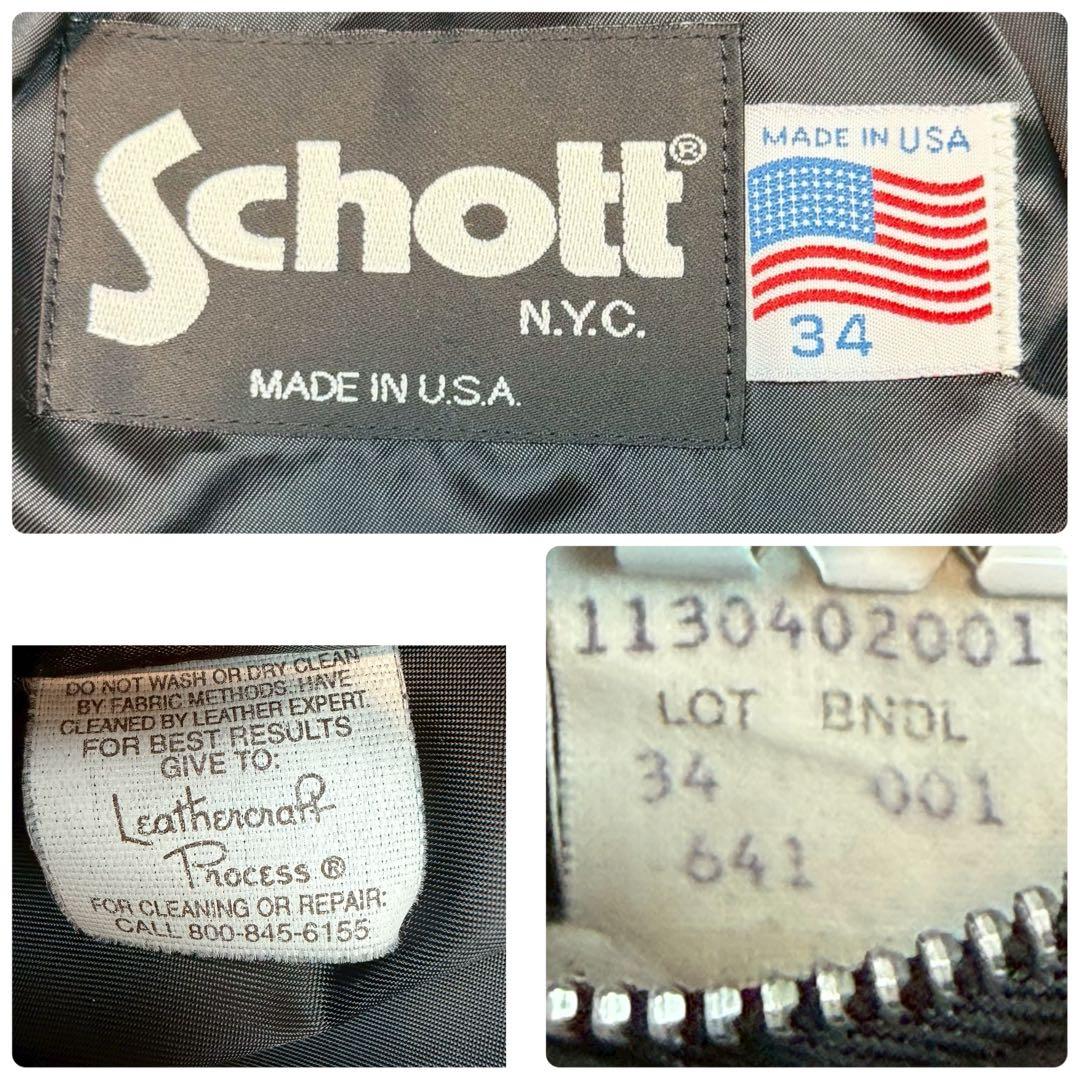 Schott®
N.Y.C.
MADE IN U.S.A.
MADE IN USA
34
DO NOT WASH OR DRY CLEAN
BY FABRIC METHODS. HAVE
CLEANED BY LEATHER EXPERT.
FOR BEST RESULTS
GIVE TO:
Leathercraft
Process®
FOR CLEANING OR REPAIR:
CALL 800-845-6155
1130402001
LOT BNDL
34 001
641